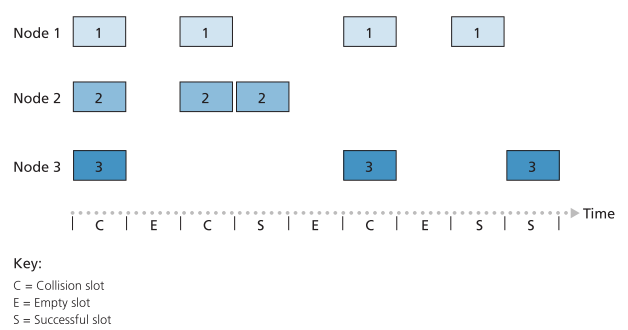 Node 1 1 1 1 1
Node 2 2 2 2
Node 3 3 3 3
Time
C E C S E C E S S
Key:
C = Collision slot
E = Empty slot
S = Successful slot